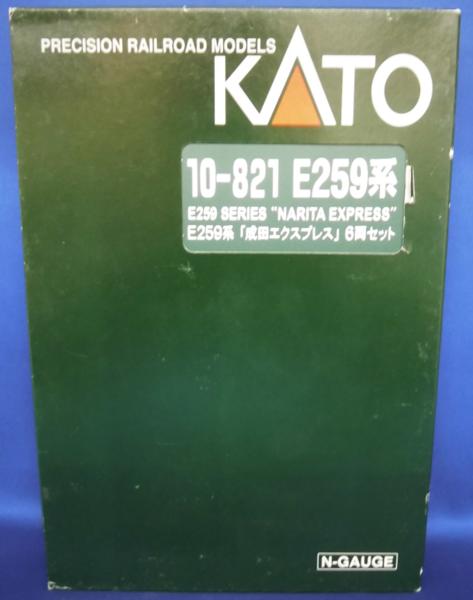 PRECISION RAILROAD MODELS
KATO
10-821 E259系
E259 SERIES "NARITA EXPRESS"
E259系「成田エクスプレス」6両セット
N-GAUGE